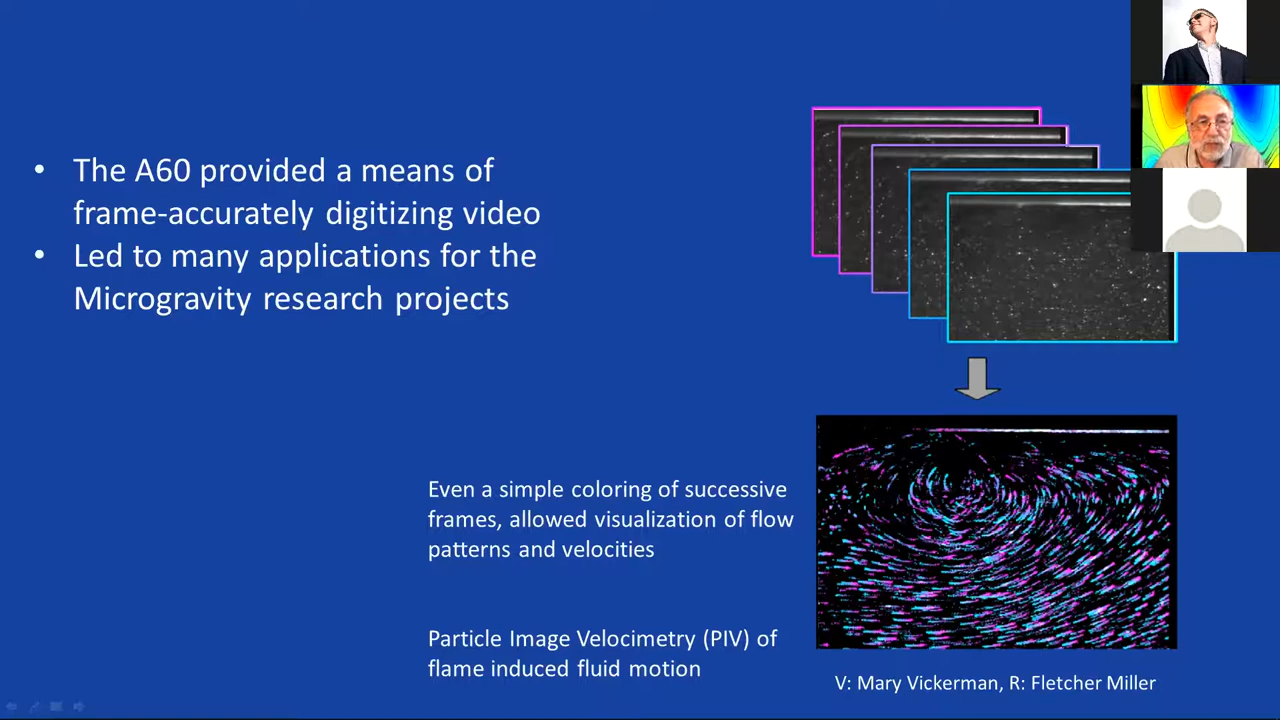 • The A60 provided a means of
frame-accurately digitizing video
• Led to many applications for the
Microgravity research projects
Even a simple coloring of successive
frames, allowed visualization of flow
patterns and velocities
Particle Image Velocimetry (PIV) of
flame induced fluid motion
V: Mary Vickerman, R: Fletcher Miller